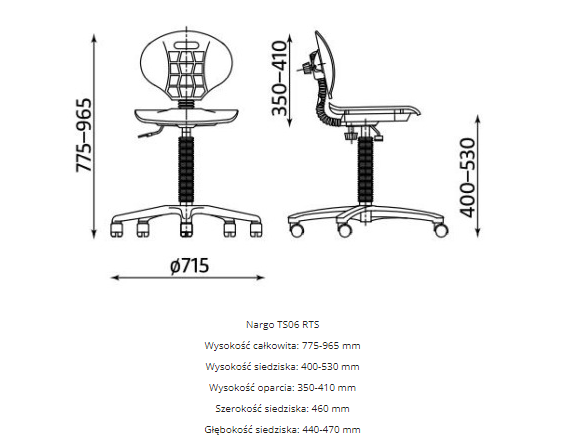 775–965
350–410
400–530
ø715
Nargo TS06 RTS
Wysokość całkowita: 775-965 mm
Wysokość siedziska: 400-530 mm
Wysokość oparcia: 350-410 mm
Szerokość siedziska: 460 mm
Głębokość siedziska: 440-470 mm